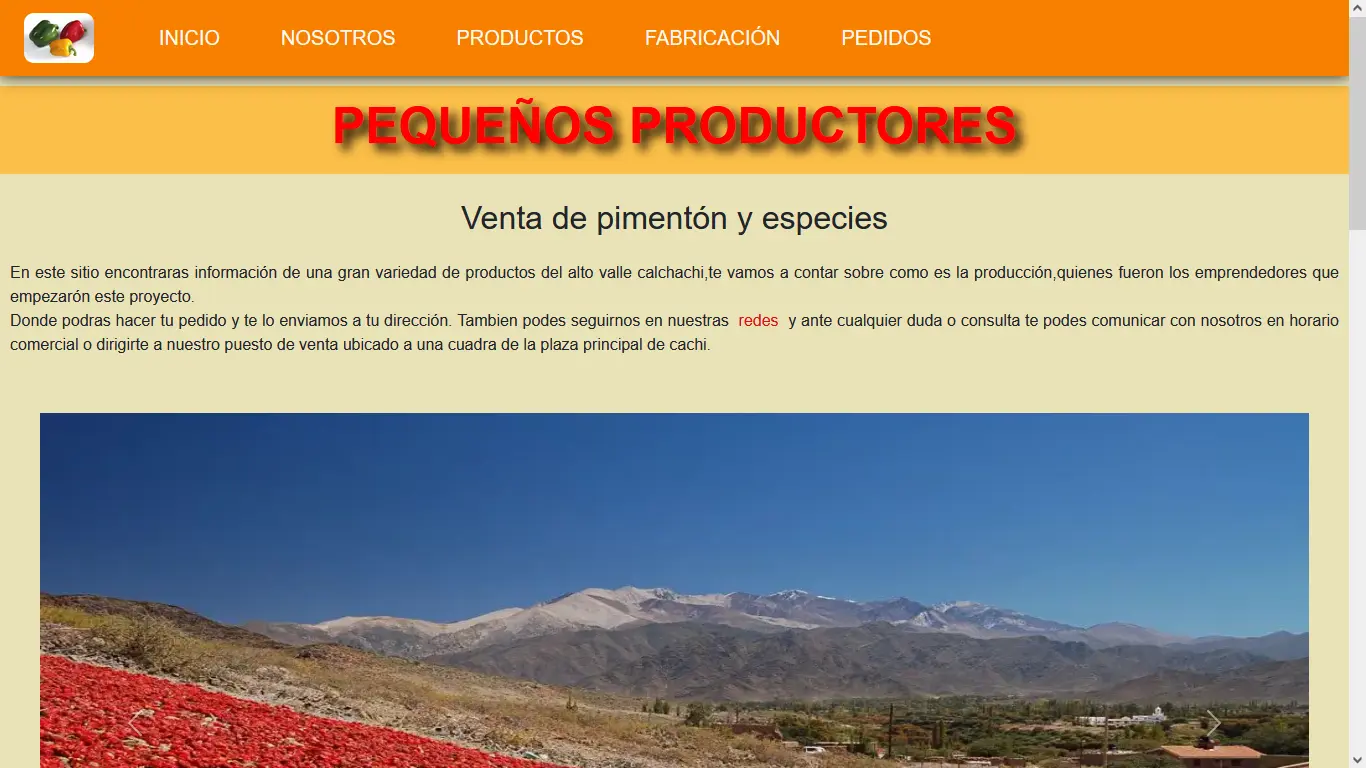 INICIO NOSOTROS PRODUCTOS FABRICACIÓN PEDIDOS
PEQUEÑOS PRODUCTORES
Venta de pimentón y especies
En este sitio encontraras información de una gran variedad de productos del alto valle calchachi,te vamos a contar sobre como es la producción,quienes fueron los emprendedores que
empezarón este proyecto.
Donde podras hacer tu pedido y te lo enviamos a tu dirección. Tambien podes seguirnos en nuestras redes y ante cualquier duda o consulta te podes comunicar con nosotros en horario
comercial o dirigirte a nuestro puesto de venta ubicado a una cuadra de la plaza principal de cachi.